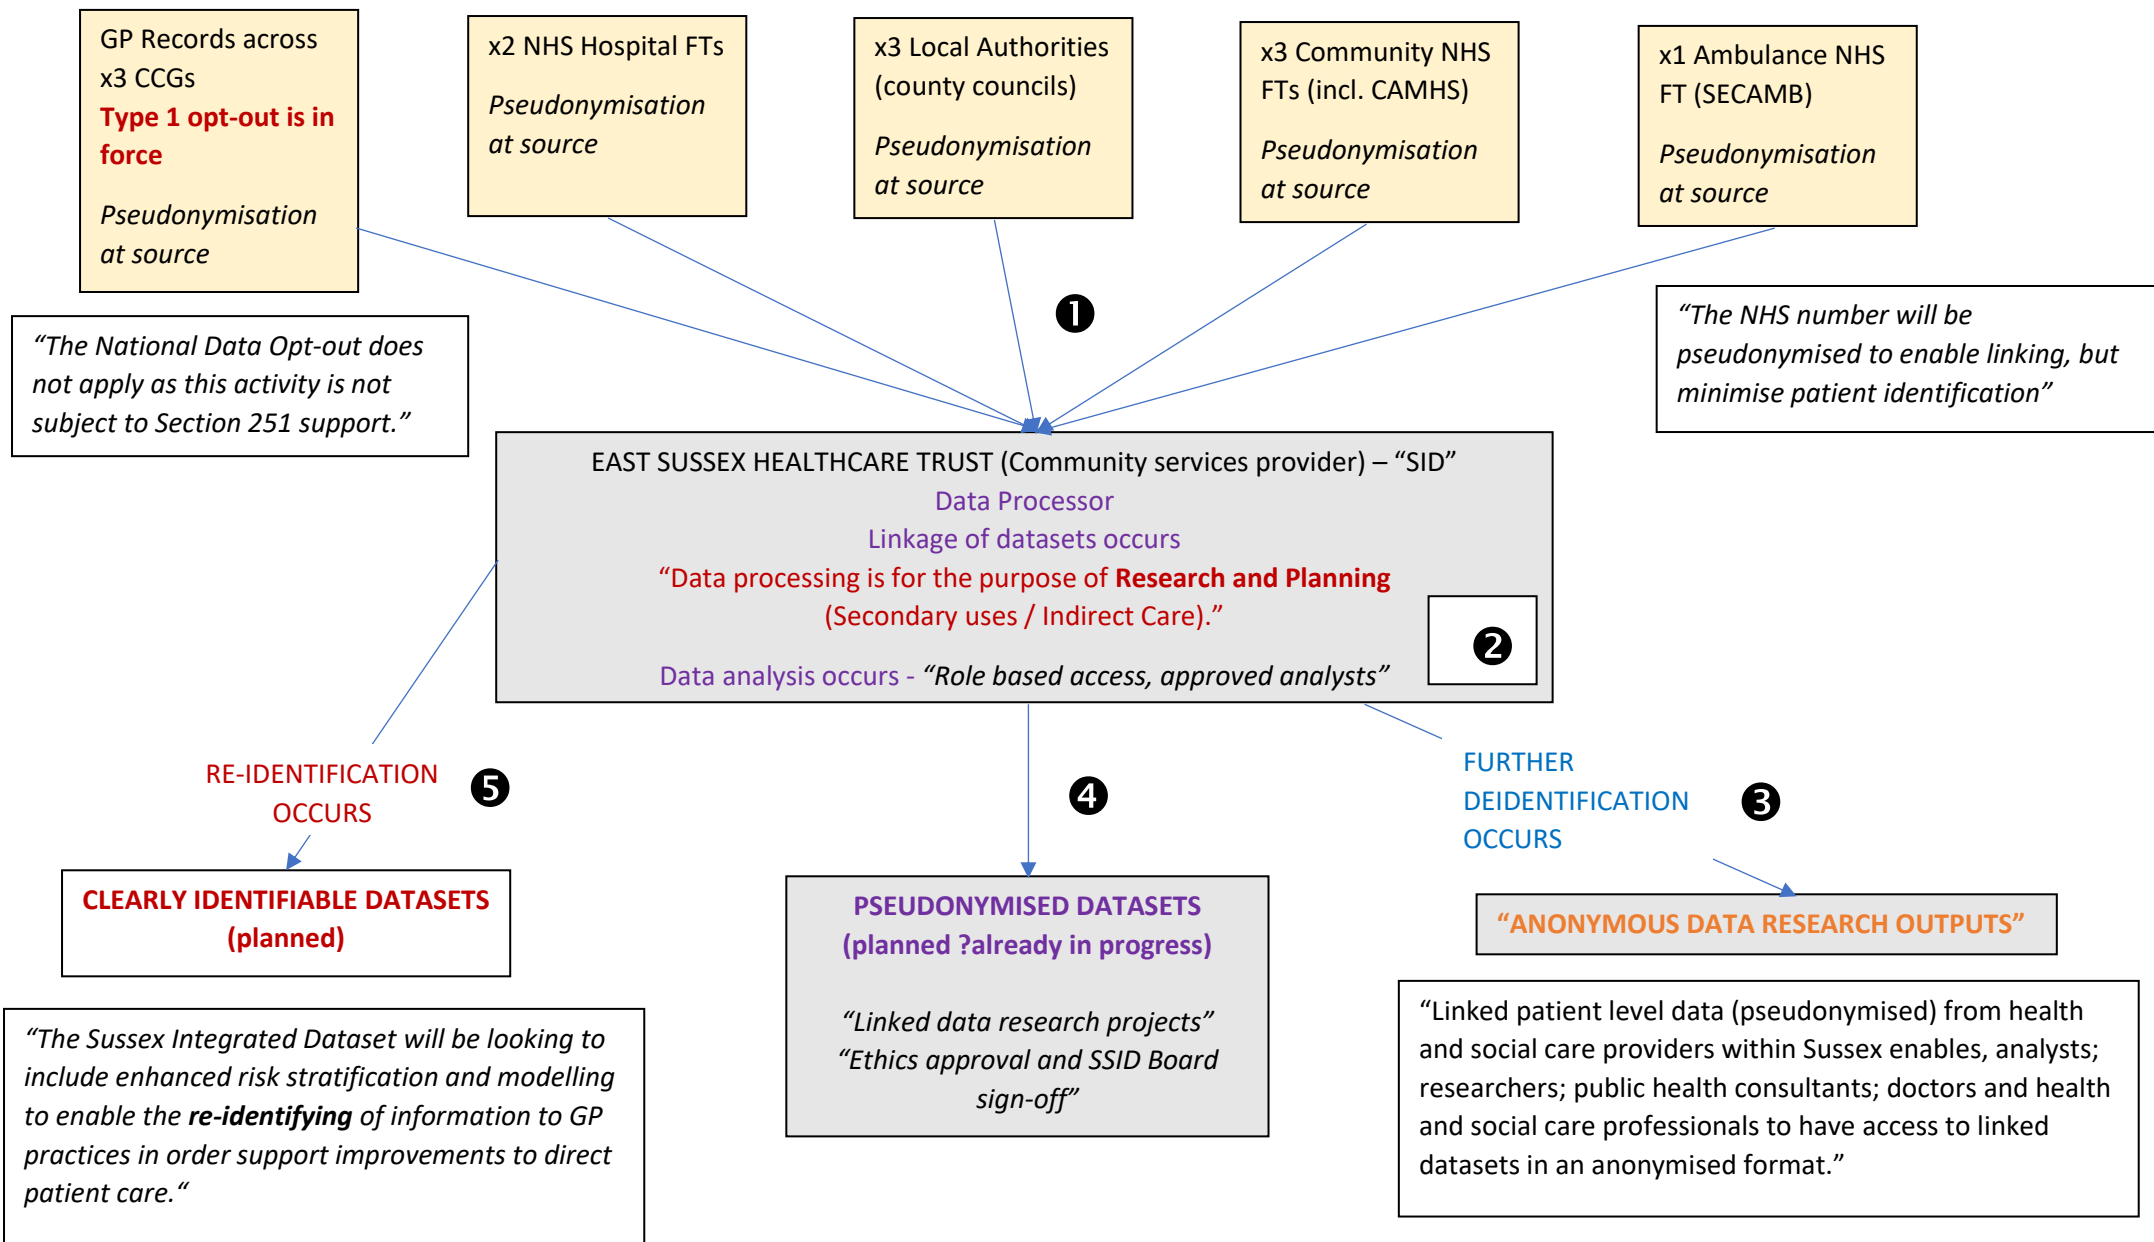 GP Records across
x3 CCGs
Type 1 opt-out is in
force
Pseudonymisation
at source
x2 NHS Hospital FTs
Pseudonymisation
at source
x3 Local Authorities
(county councils)
Pseudonymisation
at source
x3 Community NHS
FTs (incl. CAMHS)
Pseudonymisation
at source
x1 Ambulance NHS
FT (SECAMB)
Pseudonymisation
at source
❶
“The National Data Opt-out does
not apply as this activity is not
subject to Section 251 support.”
“The NHS number will be
pseudonymised to enable linking, but
minimise patient identification”
EAST SUSSEX HEALTHCARE TRUST (Community services provider) – “SID”
Data Processor
Linkage of datasets occurs
“Data processing is for the purpose of Research and Planning
(Secondary uses / Indirect Care).”
❷
Data analysis occurs - “Role based access, approved analysts”
RE-IDENTIFICATION
OCCURS
❺
❹
FURTHER
DEIDENTIFICATION
OCCURS
❸
CLEARLY IDENTIFIABLE DATASETS
(planned)
PSEUDONYMISED DATASETS
(planned ?already in progress)
“Linked data research projects”
“Ethics approval and SSID Board
sign-off”
“ANONYMOUS DATA RESEARCH OUTPUTS”
“The Sussex Integrated Dataset will be looking to
include enhanced risk stratification and modelling
to enable the re-identifying of information to GP
practices in order support improvements to direct
patient care.“
“Linked patient level data (pseudonymised) from health
and social care providers within Sussex enables, analysts;
researchers; public health consultants; doctors and health
and social care professionals to have access to linked
datasets in an anonymised format.”